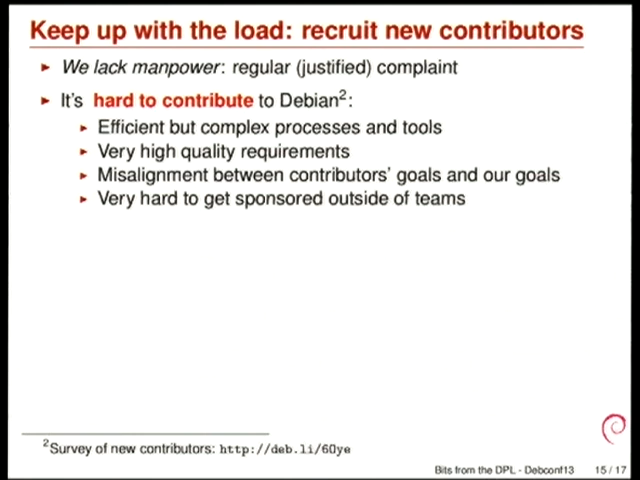 Keep up with the load: recruit new contributors
► We lack manpower: regular (justified) complaint
► It's hard to contribute to Debian²:
► Efficient but complex processes and tools
► Very high quality requirements
► Misalignment between contributors' goals and our goals
► Very hard to get sponsored outside of teams
²Survey of new contributors: http://deb.li/6Oye
Bits from the DPL - Debconf13 15 / 17